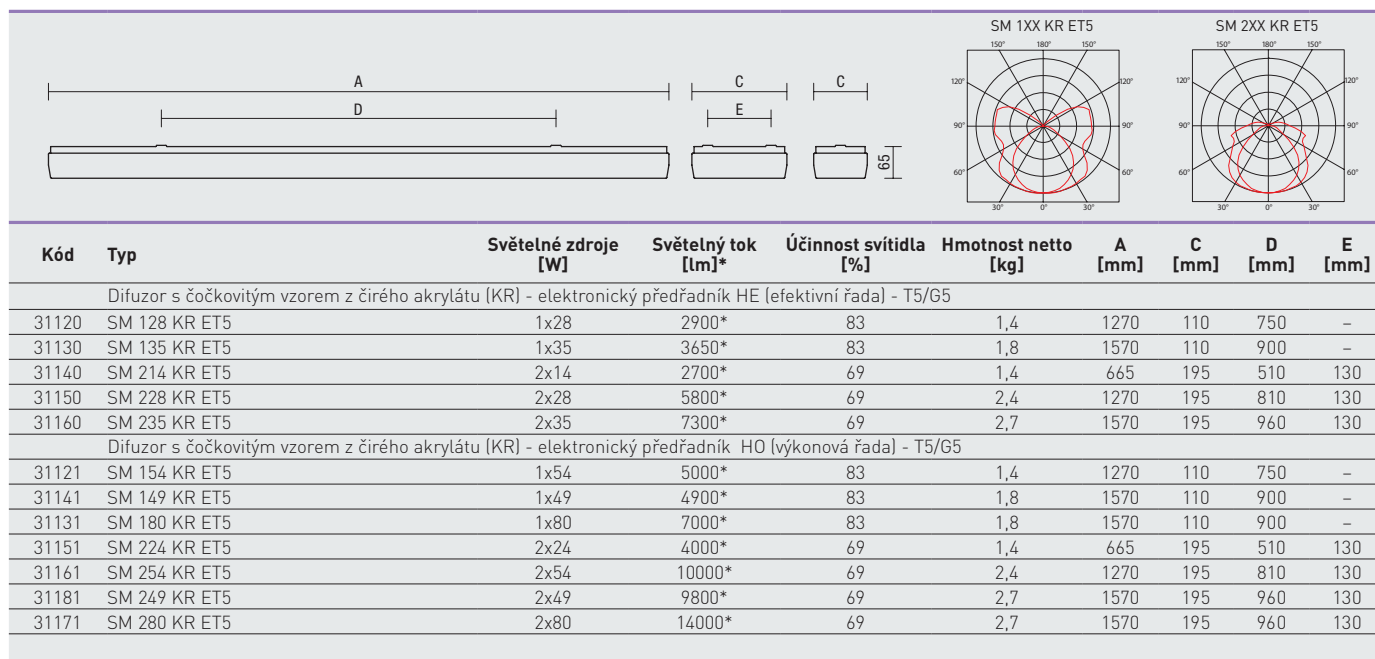 SM 1XX KR ET5
SM 2XX KR ET5
150° 180° 150°
150° 180° 150°
120° 120°
120° 120°
90° 90°
90° 90°
60° 60°
60° 60°
30° 0° 30°
30° 0° 30°
A
C
C
D
E
65
Kód Typ Světelné zdroje [W] Světelný tok [lm]* Účinnost svítidla [%] Hmotnost netto [kg] A [mm] C [mm] D [mm] E [mm]
Difuzor s čočkovitým vzorem z čirého akrylátu (KR) - elektronický předřadník HE (efektivní řada) - T5/G5
31120 SM 128 KR ET5 1x28 2900* 83 1,4 1270 110 750 –
31130 SM 135 KR ET5 1x35 3650* 83 1,8 1570 110 900 –
31140 SM 214 KR ET5 2x14 2700* 69 1,4 665 195 510 130
31150 SM 228 KR ET5 2x28 5800* 69 2,4 1270 195 810 130
31160 SM 235 KR ET5 2x35 7300* 69 2,7 1570 195 960 130
Difuzor s čočkovitým vzorem z čirého akrylátu (KR) - elektronický předřadník HO (výkonová řada) - T5/G5
31121 SM 154 KR ET5 1x54 5000* 83 1,4 1270 110 750 –
31141 SM 149 KR ET5 1x49 4900* 83 1,8 1570 110 900 –
31131 SM 180 KR ET5 1x80 7000* 83 1,8 1570 110 900 –
31151 SM 224 KR ET5 2x24 4000* 69 1,4 665 195 510 130
31161 SM 254 KR ET5 2x54 10000* 69 2,4 1270 195 810 130
31181 SM 249 KR ET5 2x49 9800* 69 2,7 1570 195 960 130
31171 SM 280 KR ET5 2x80 14000* 69 2,7 1570 195 960 130